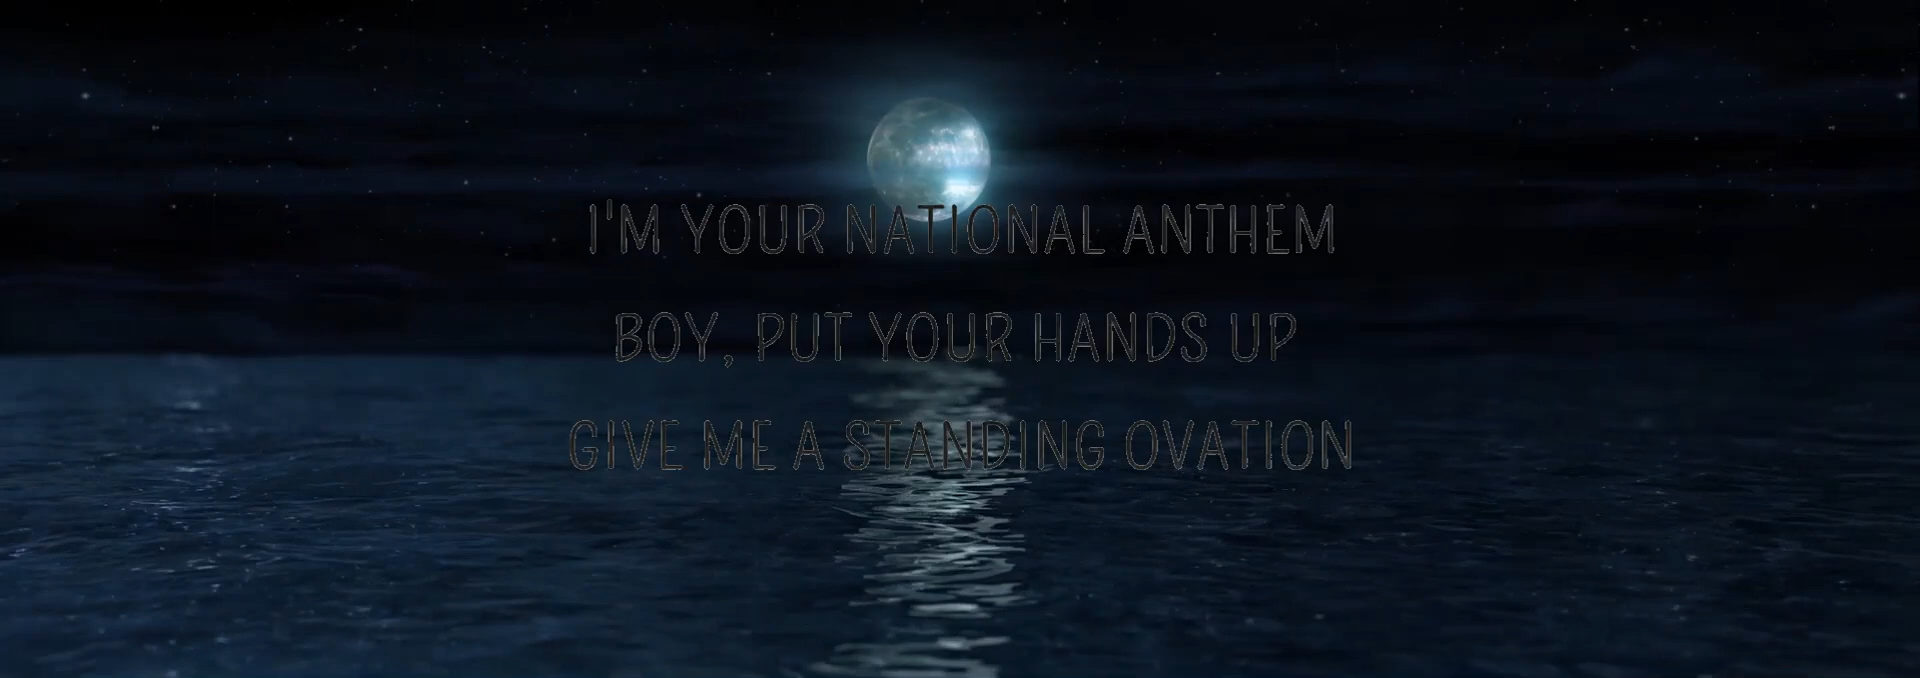 I'M YOUR NATIONAL ANTHEM
BOY, PUT YOUR HANDS UP
GIVE ME A STANDING OVATION